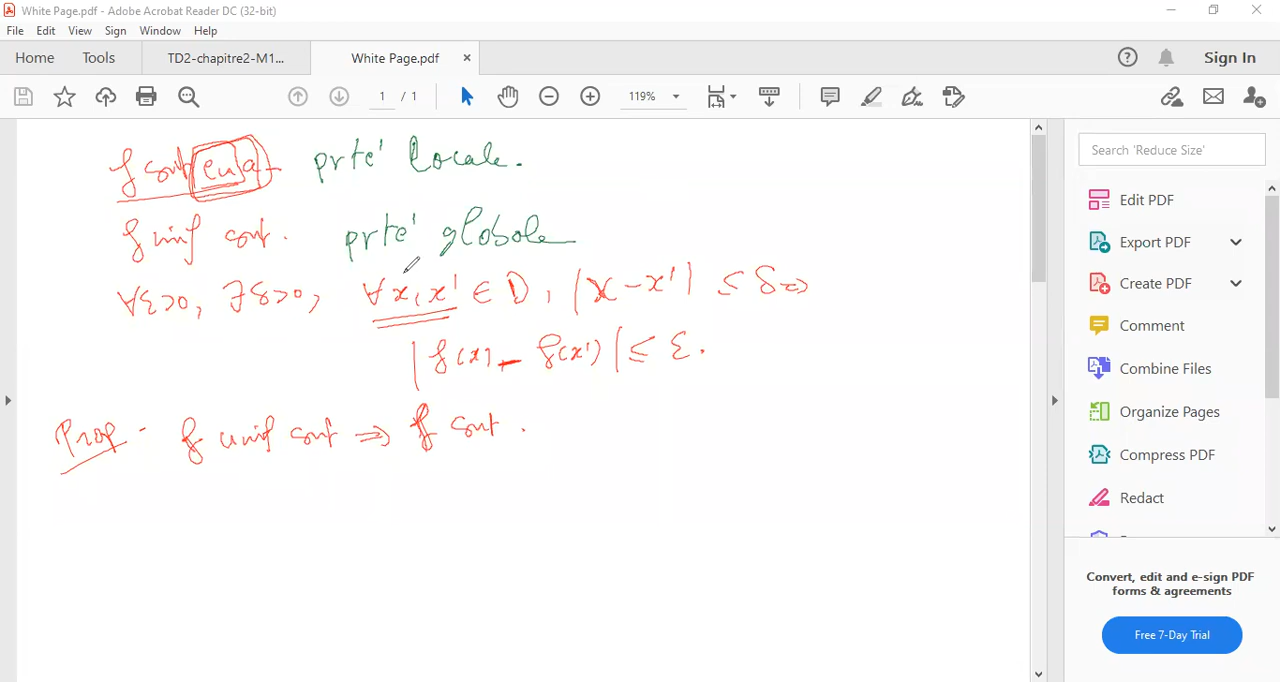 White Page.pdf - Adobe Acrobat Reader DC (32-bit)
File Edit View Sign Window Help
Home Tools TD2-chapitre2-M1... White Page.pdf × Sign In
1 / 1 119%
f cont en a prté locale.
f unif cont. prté globale
∀ε>0, ∃δ>0, ∀x, x' ∈ D, |x-x'| ≤ δ ⇒
|f(x) - f(x')| ≤ ε.
Prop - f unif cont ⇒ f cont.
Search 'Reduce Size'
Edit PDF
Export PDF
Create PDF
Comment
Combine Files
Organize Pages
Compress PDF
Redact
Convert, edit and e-sign PDF
forms & agreements
Free 7-Day Trial